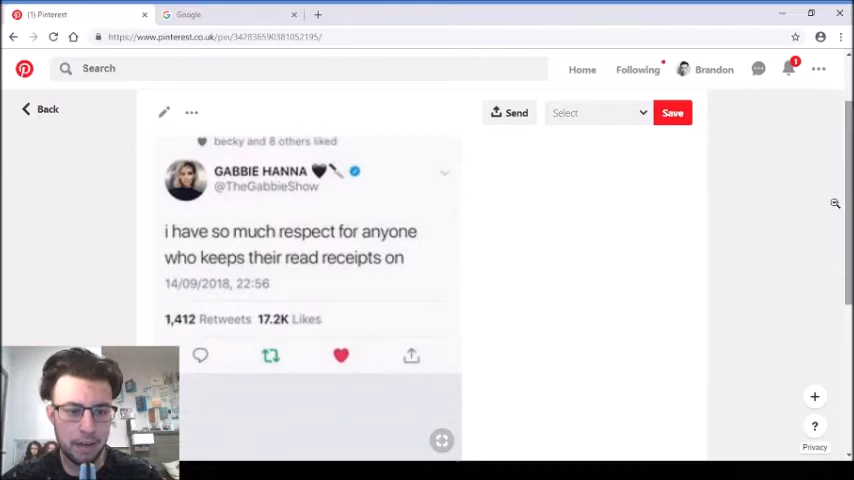 (1) Pinterest
Google
https://www.pinterest.co.uk/pin/342836590381052195/
Search
Home
Following
Brandon
1
Back
Send
Select
Save
becky and 8 others liked
GABBIE HANNA
@TheGabbieShow
i have so much respect for anyone
who keeps their read receipts on
14/09/2018, 22:56
1,412 Retweets 17.2K Likes
+
?
Privacy